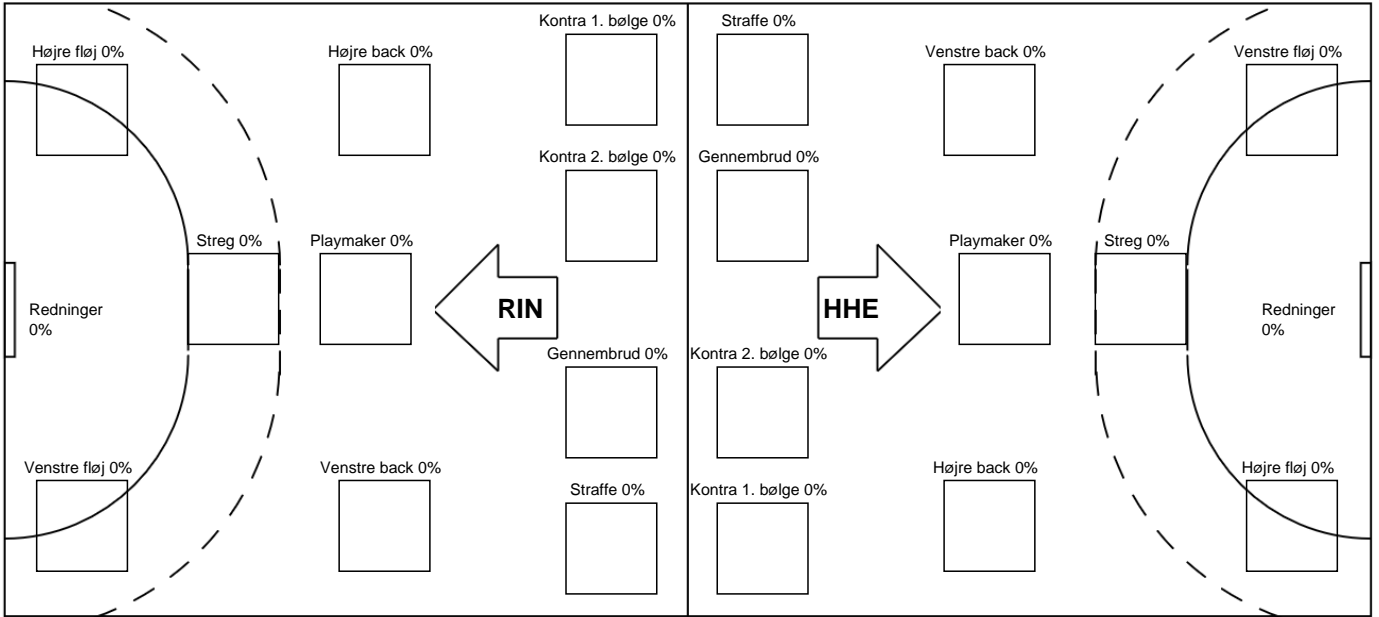 Kontra 1. bølge 0%
Straffe 0%
Højre fløj 0%
Højre back 0%
Venstre back 0%
Venstre fløj 0%
Kontra 2. bølge 0%
Gennembrud 0%
Streg 0%
Playmaker 0%
Playmaker 0%
Streg 0%
Redninger
0%
RIN
HHE
Redninger
0%
Gennembrud 0%
Kontra 2. bølge 0%
Venstre fløj 0%
Venstre back 0%
Højre back 0%
Højre fløj 0%
Straffe 0%
Kontra 1. bølge 0%